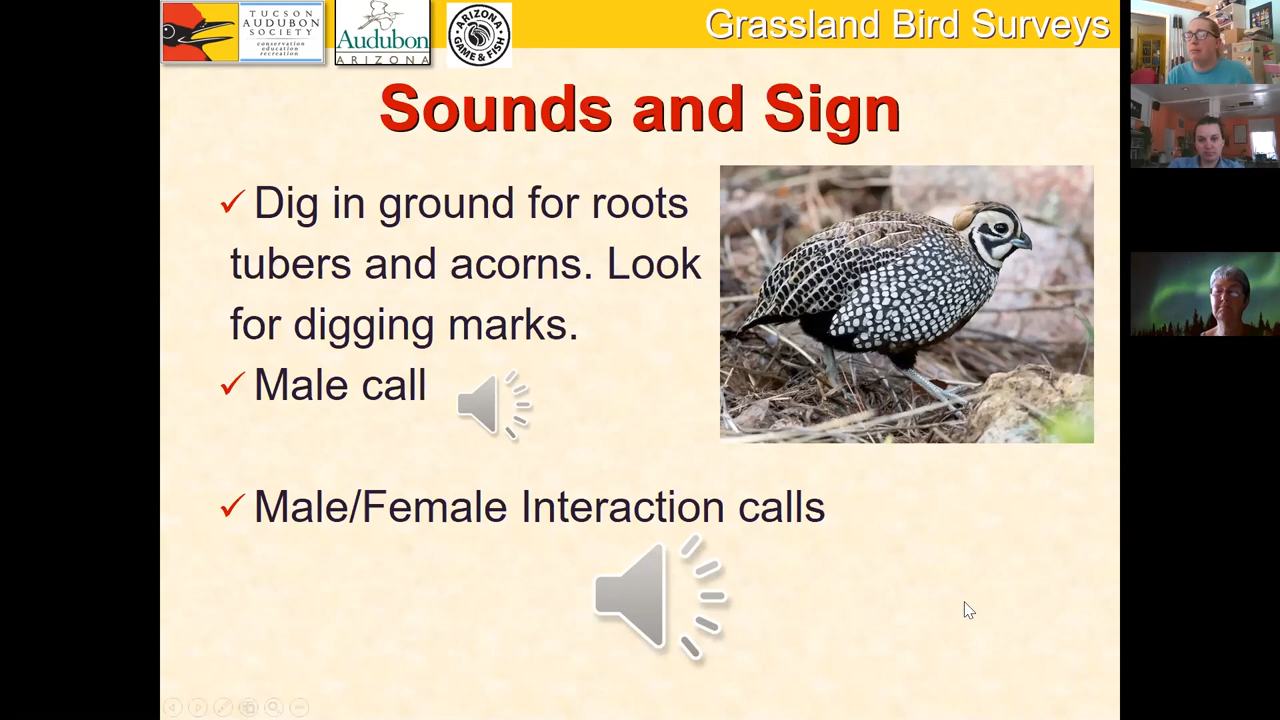 TUCSON
AUDUBON
SOCIETY
conservation
education
recreation
Audubon
ARIZONA
ARIZONA
GAME & FISH
Grassland Bird Surveys
Sounds and Sign
✓ Dig in ground for roots
tubers and acorns. Look
for digging marks.
✓ Male call
✓ Male/Female Interaction calls